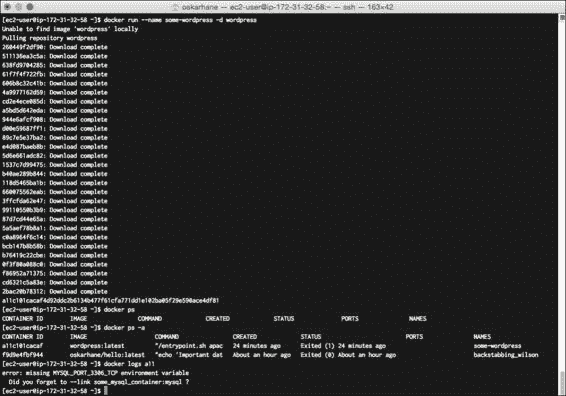 oskarhane — ec2-user@ip-172-31-32-58:~ — ssh — 163×42
[ec2-user@ip-172-31-32-58 ~]$ docker run --name some-wordpress -d wordpress
Unable to find image 'wordpress' locally
Pulling repository wordpress
260449f2df90: Download complete
511136ea3c5a: Download complete
638fd9704285: Download complete
61f7f4f722fb: Download complete
606b8c32c41b: Download complete
4a9977162d59: Download complete
cd2e4ece085d: Download complete
a5bd5d642eda: Download complete
944e6afcf908: Download complete
d00e59687ff1: Download complete
89c7e5e37ba2: Download complete
e4d087baeb8b: Download complete
5d6e661adc82: Download complete
1537c7d99475: Download complete
b40ae289b844: Download complete
118d5465ba1b: Download complete
660075562eab: Download complete
3ffcfda62e47: Download complete
99110550b3b9: Download complete
87d7cd44e65a: Download complete
5a5aef78b8a1: Download complete
c0a8964f6c14: Download complete
bcb147b8b58b: Download complete
b76419c22cbe: Download complete
0f3f80a088c0: Download complete
f86952a71375: Download complete
cd6321c5a83e: Download complete
2bac20b78312: Download complete
a11c101cacaf4d92ddc2b6134b477f61cfa771dd1e102ba05f29e590ace4df81
[ec2-user@ip-172-31-32-58 ~]$ docker ps
CONTAINER ID IMAGE COMMAND CREATED STATUS PORTS NAMES
[ec2-user@ip-172-31-32-58 ~]$ docker ps -a
CONTAINER ID IMAGE COMMAND CREATED STATUS PORTS NAMES
a11c101cacaf wordpress:latest "/entrypoint.sh apac 24 minutes ago Exited (1) 24 minutes ago some-wordpress
f9d9e4fbf944 oskarhane/hello:latest "echo 'Important dat About an hour ago Exited (0) About an hour ago backstabbing_wilson
[ec2-user@ip-172-31-32-58 ~]$ docker logs a11
error: missing MYSQL_PORT_3306_TCP environment variable
Did you forget to --link some_mysql_container:mysql ?
[ec2-user@ip-172-31-32-58 ~]$